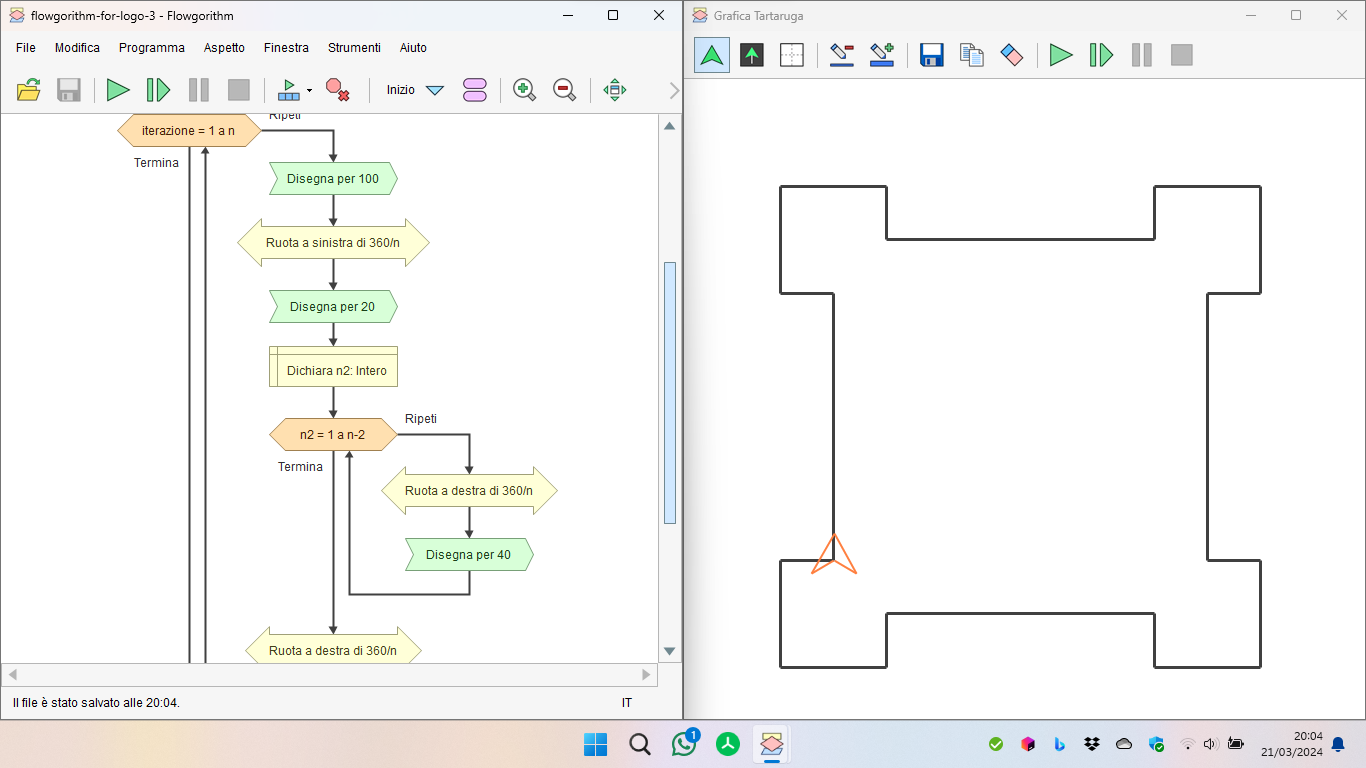 flowgorithm-for-logo-3 - Flowgorithm
File Modifica Programma Aspetto Finestra Strumenti Aiuto
Inizio
Ripeti
iterazione = 1 a n
Termina
Disegna per 100
Ruota a sinistra di 360/n
Disegna per 20
Dichiara n2: Intero
Ripeti
n2 = 1 a n-2
Termina
Ruota a destra di 360/n
Disegna per 40
Ruota a destra di 360/n
Il file è stato salvato alle 20:04.
IT
Grafica Tartaruga
1
20:04
21/03/2024